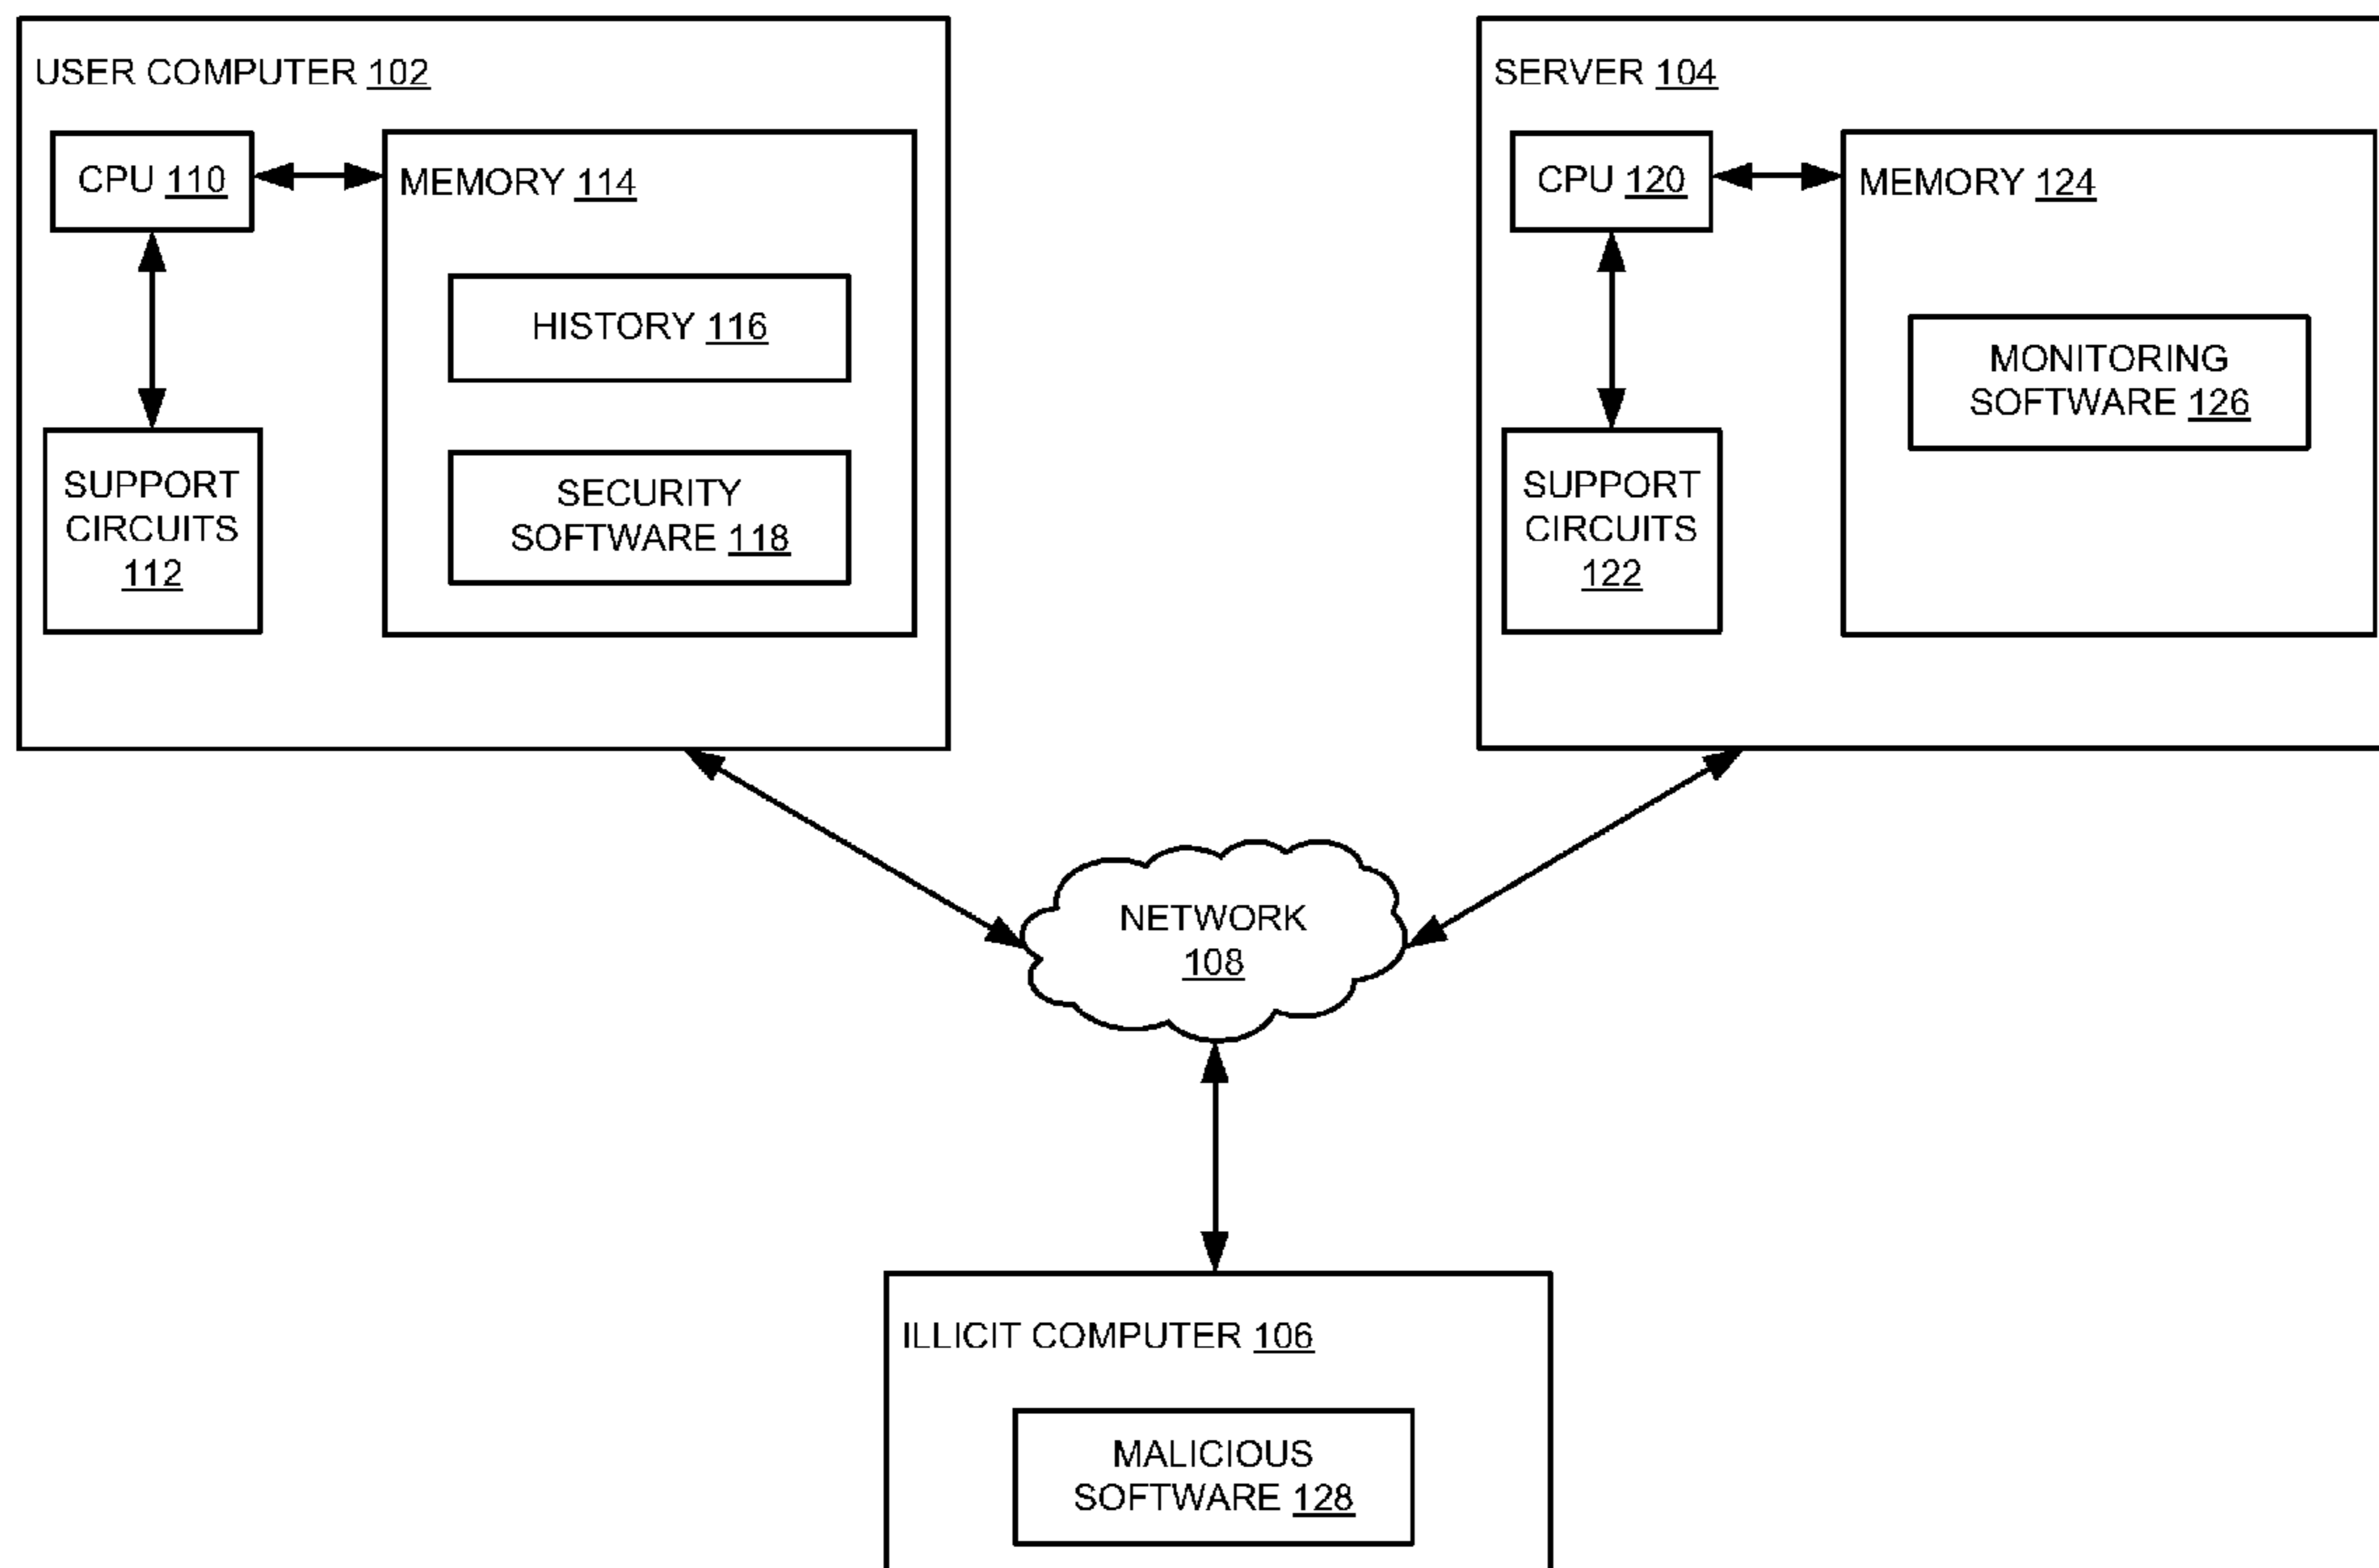 USER COMPUTER 102
CPU 110
MEMORY 114
HISTORY 116
SECURITY
SOFTWARE 118
SUPPORT
CIRCUITS
112
SERVER 104
CPU 120
MEMORY 124
MONITORING
SOFTWARE 126
SUPPORT
CIRCUITS
122
NETWORK
108
ILLICIT COMPUTER 106
MALICIOUS
SOFTWARE 128